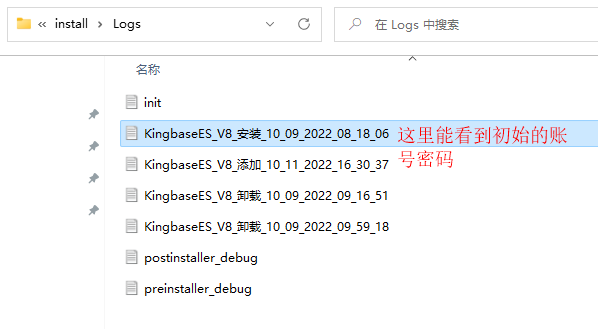 « install > Logs
在 Logs 中搜索
名称
init
KingbaseES_V8_安装_10_09_2022_08_18_06
这里能看到初始的账
号密码
KingbaseES_V8_添加_10_11_2022_16_30_37
KingbaseES_V8_卸载_10_09_2022_09_16_51
KingbaseES_V8_卸载_10_09_2022_09_59_18
postinstaller_debug
preinstaller_debug